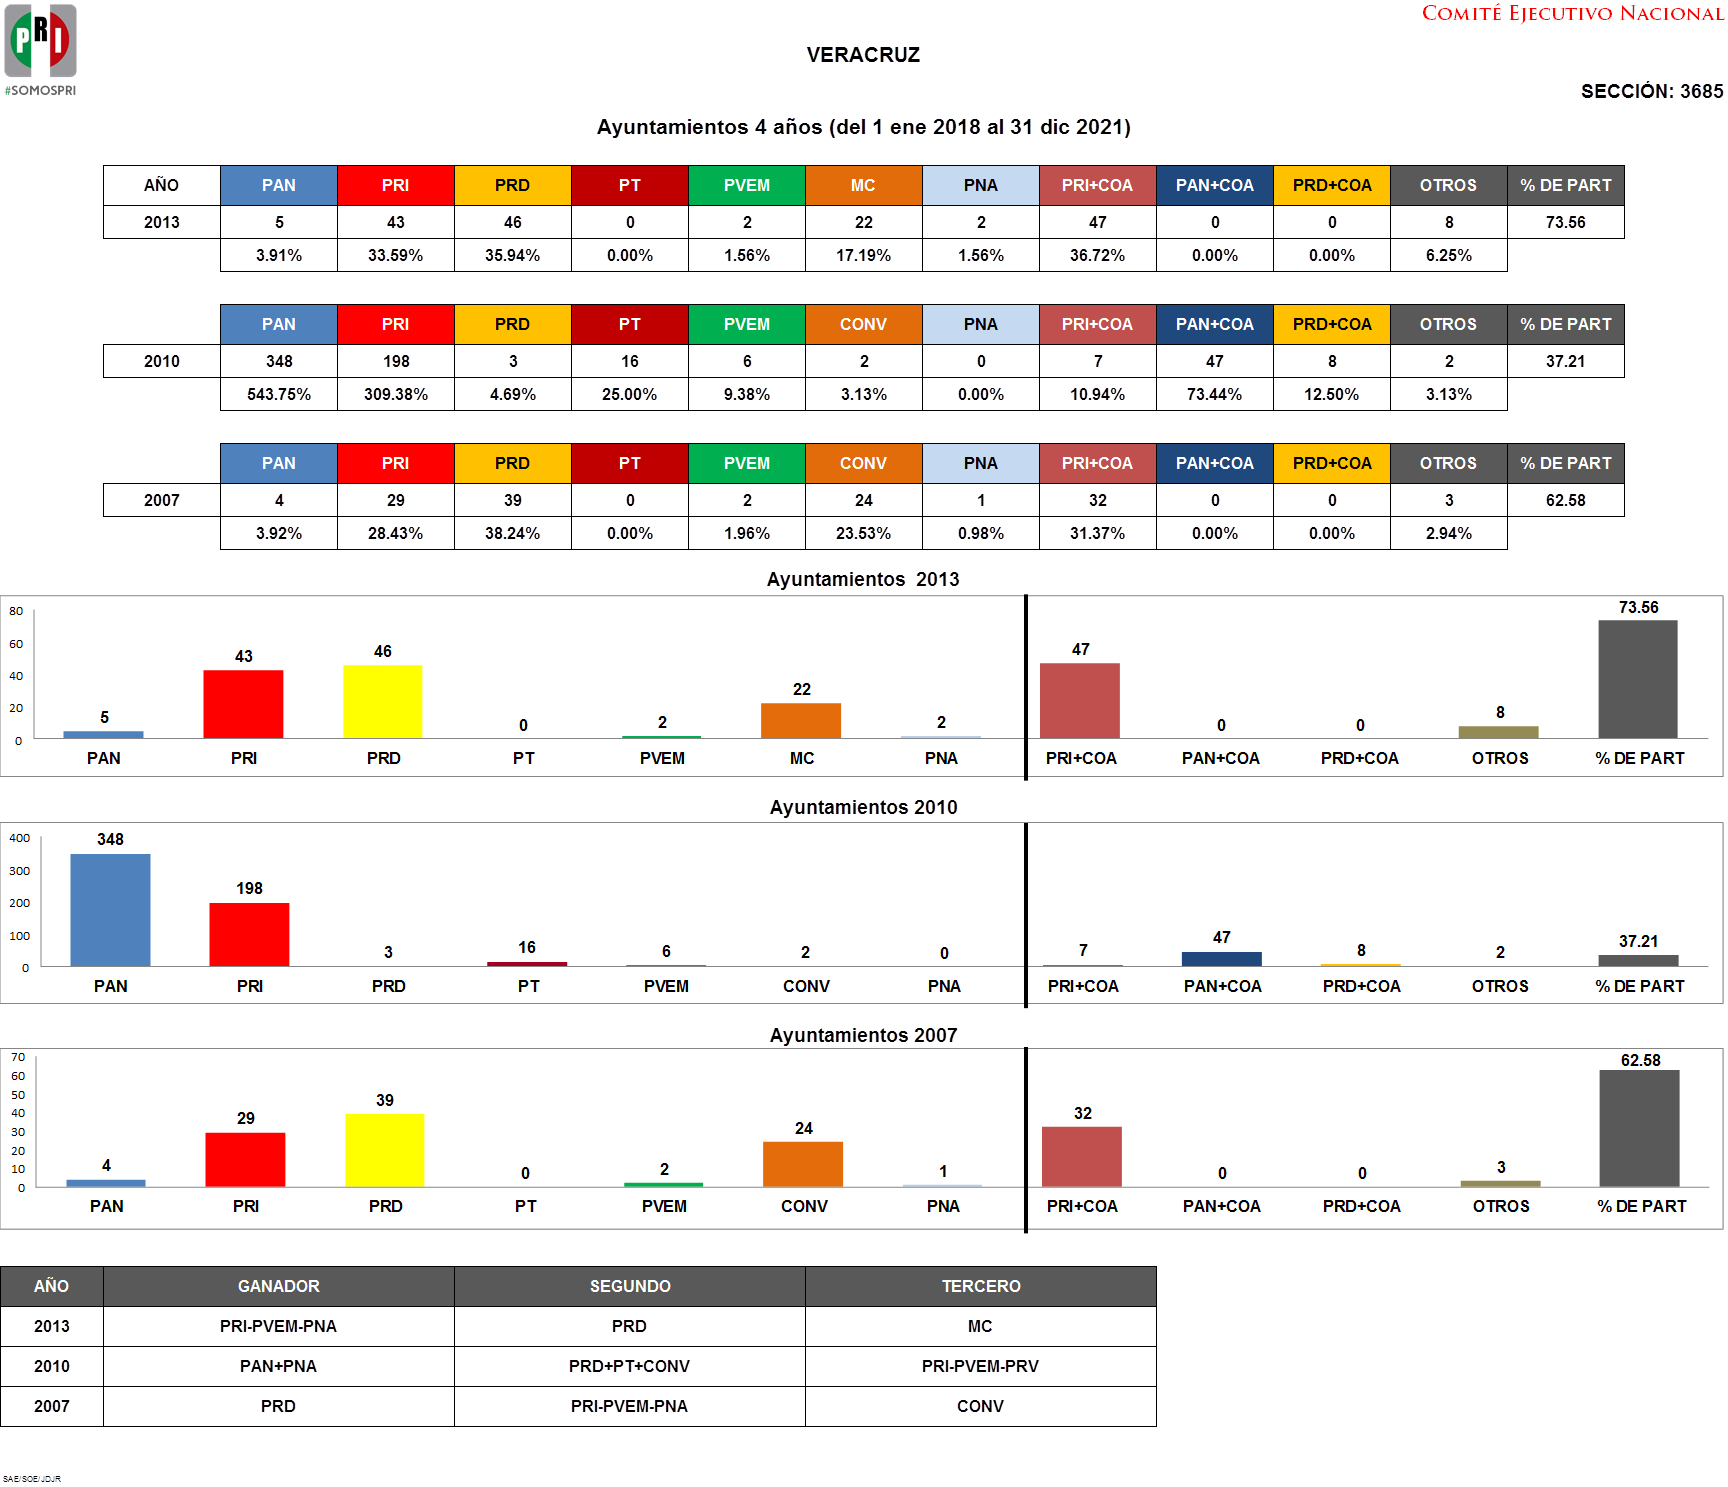 COMITÉ EJECUTIVO NACIONAL
PRI
#SOMOSPRI
VERACRUZ
SECCIÓN: 3685
Ayuntamientos 4 años (del 1 ene 2018 al 31 dic 2021)
AÑO PAN PRI PRD PT PVEM MC PNA PRI+COA PAN+COA PRD+COA OTROS % DE PART
2013 5 43 46 0 2 22 2 47 0 0 8 73.56
3.91% 33.59% 35.94% 0.00% 1.56% 17.19% 1.56% 36.72% 0.00% 0.00% 6.25%
PAN PRI PRD PT PVEM CONV PNA PRI+COA PAN+COA PRD+COA OTROS % DE PART
2010 348 198 3 16 6 2 0 7 47 8 2 37.21
543.75% 309.38% 4.69% 25.00% 9.38% 3.13% 0.00% 10.94% 73.44% 12.50% 3.13%
PAN PRI PRD PT PVEM CONV PNA PRI+COA PAN+COA PRD+COA OTROS % DE PART
2007 4 29 39 0 2 24 1 32 0 0 3 62.58
3.92% 28.43% 38.24% 0.00% 1.96% 23.53% 0.98% 31.37% 0.00% 0.00% 2.94%
Ayuntamientos 2013
80
60
40
20
0
5 43 46 0 2 22 2 47 0 0 8 73.56
PAN PRI PRD PT PVEM MC PNA PRI+COA PAN+COA PRD+COA OTROS % DE PART
Ayuntamientos 2010
400
300
200
100
0
348 198 3 16 6 2 0 7 47 8 2 37.21
PAN PRI PRD PT PVEM CONV PNA PRI+COA PAN+COA PRD+COA OTROS % DE PART
Ayuntamientos 2007
70
60
50
40
30
20
10
0
4 29 39 0 2 24 1 32 0 0 3 62.58
PAN PRI PRD PT PVEM CONV PNA PRI+COA PAN+COA PRD+COA OTROS % DE PART
AÑO GANADOR SEGUNDO TERCERO
2013 PRI-PVEM-PNA PRD MC
2010 PAN+PNA PRD+PT+CONV PRI-PVEM-PRV
2007 PRD PRI-PVEM-PNA CONV
SAE/SOE/JDJR